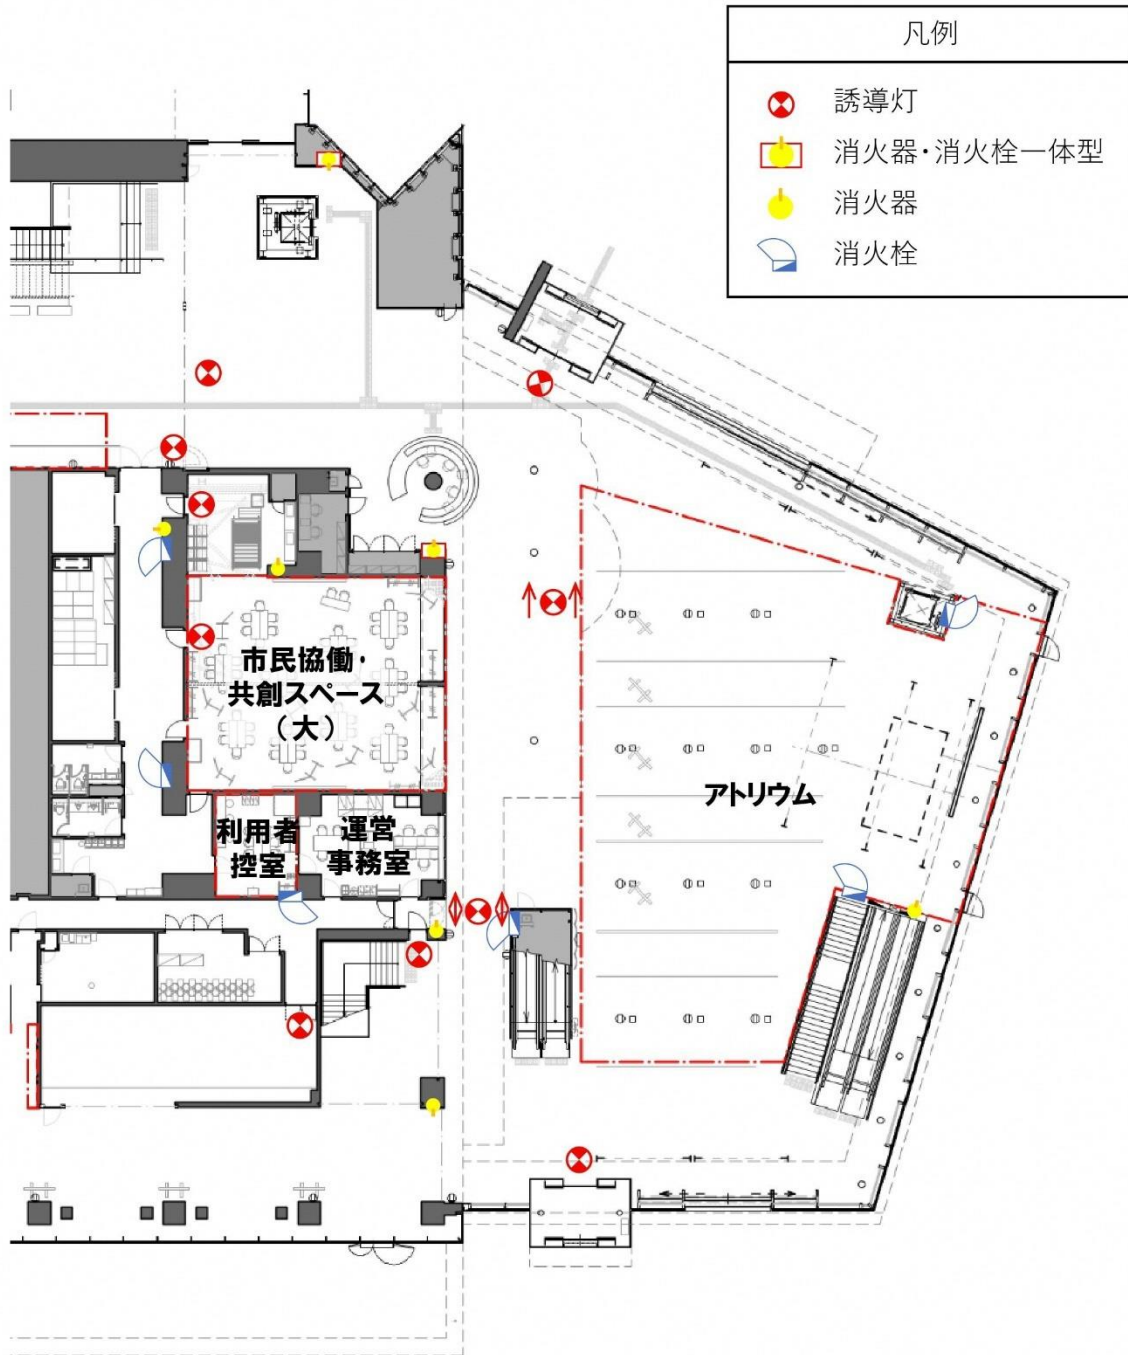 凡例
誘導灯
消火器・消火栓一体型
消火器
消火栓
市民協働・
共創スペース
（大）
アトリウム
利用者
控室
運営
事務室